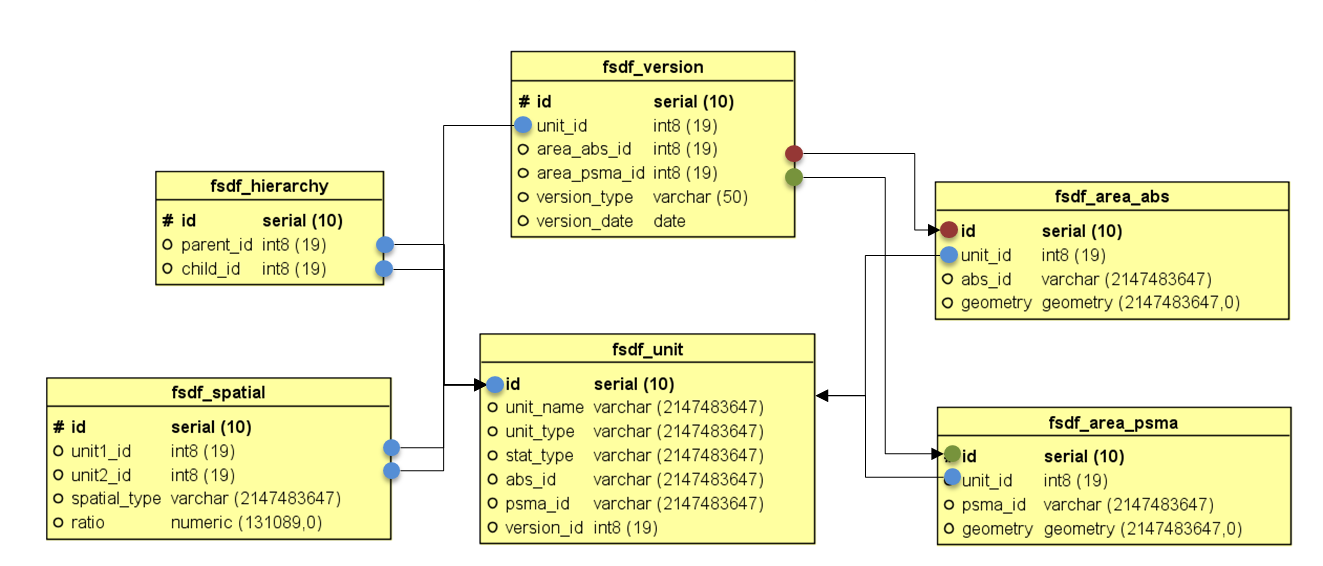 fsdf_version
# id serial (10)
unit_id int8 (19)
area_abs_id int8 (19)
area_psma_id int8 (19)
version_type varchar (50)
version_date date
fsdf_hierarchy
# id serial (10)
parent_id int8 (19)
child_id int8 (19)
fsdf_area_abs
id serial (10)
unit_id int8 (19)
abs_id varchar (2147483647)
geometry geometry (2147483647,0)
fsdf_unit
id serial (10)
unit_name varchar (2147483647)
unit_type varchar (2147483647)
stat_type varchar (2147483647)
abs_id varchar (2147483647)
psma_id varchar (2147483647)
version_id int8 (19)
fsdf_spatial
# id serial (10)
unit1_id int8 (19)
unit2_id int8 (19)
spatial_type varchar (2147483647)
ratio numeric (131089,0)
fsdf_area_psma
id serial (10)
unit_id int8 (19)
psma_id varchar (2147483647)
geometry geometry (2147483647,0)